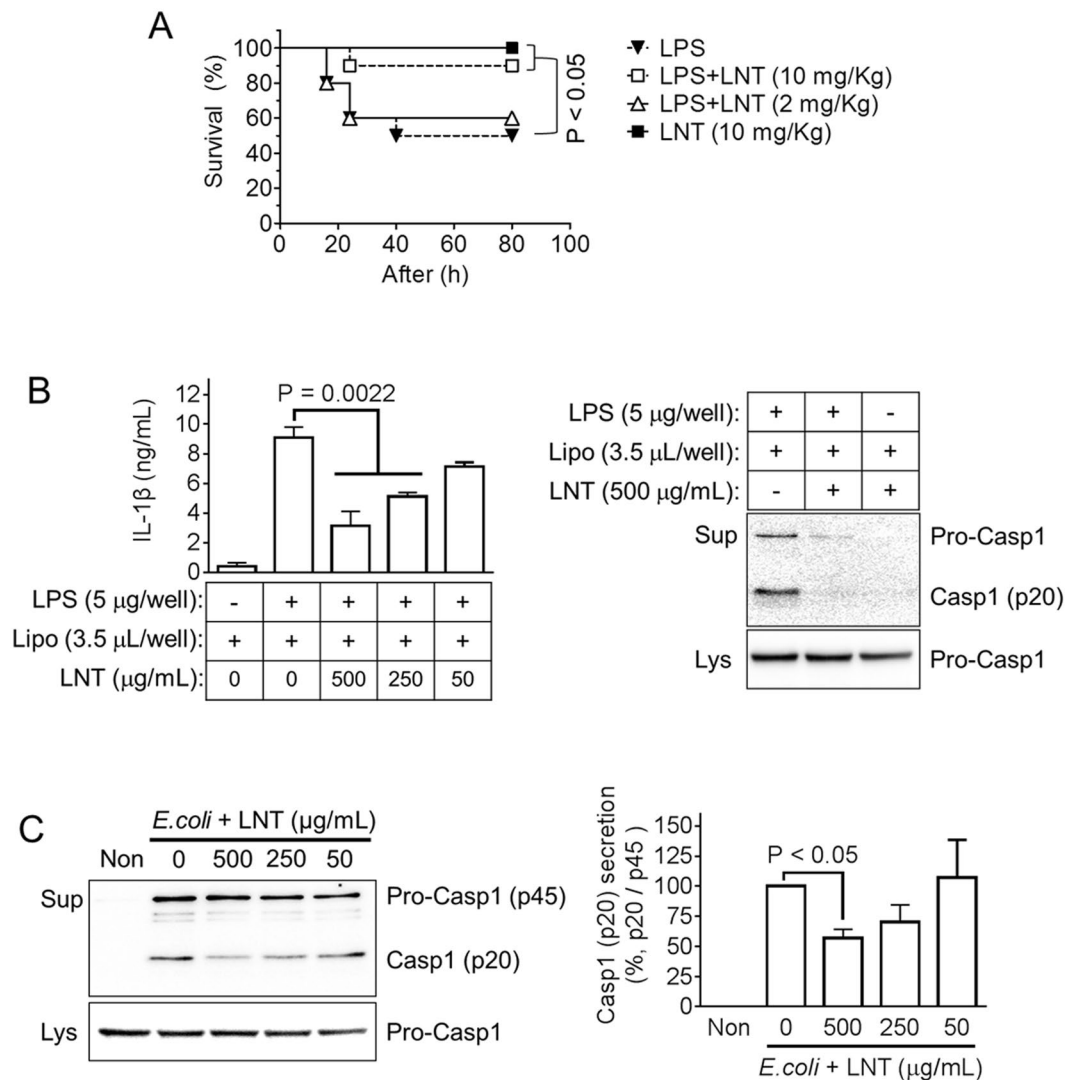 A
Survival (%)
100
80
60
40
20
0
0 20 40 60 80 100
After (h)
P < 0.05
LPS
LPS+LNT (10 mg/Kg)
LPS+LNT (2 mg/Kg)
LNT (10 mg/Kg)
B
IL-1β (ng/mL)
12
10
8
6
4
2
0
P = 0.0022
LPS (5 μg/well): - + + + +
Lipo (3.5 μL/well): + + + + +
LNT (μg/mL): 0 0 500 250 50
LPS (5 μg/well): + + -
Lipo (3.5 μL/well): + + +
LNT (500 μg/mL): - + +
Sup Pro-Casp1
Casp1 (p20)
Lys Pro-Casp1
C
E.coli + LNT (μg/mL)
Non 0 500 250 50
Sup Pro-Casp1 (p45)
Casp1 (p20)
Lys Pro-Casp1
Casp1 (p20) secretion
(%, p20 / p45 )
150
125
100
75
50
25
0
P < 0.05
Non 0 500 250 50
E.coli + LNT (μg/mL)